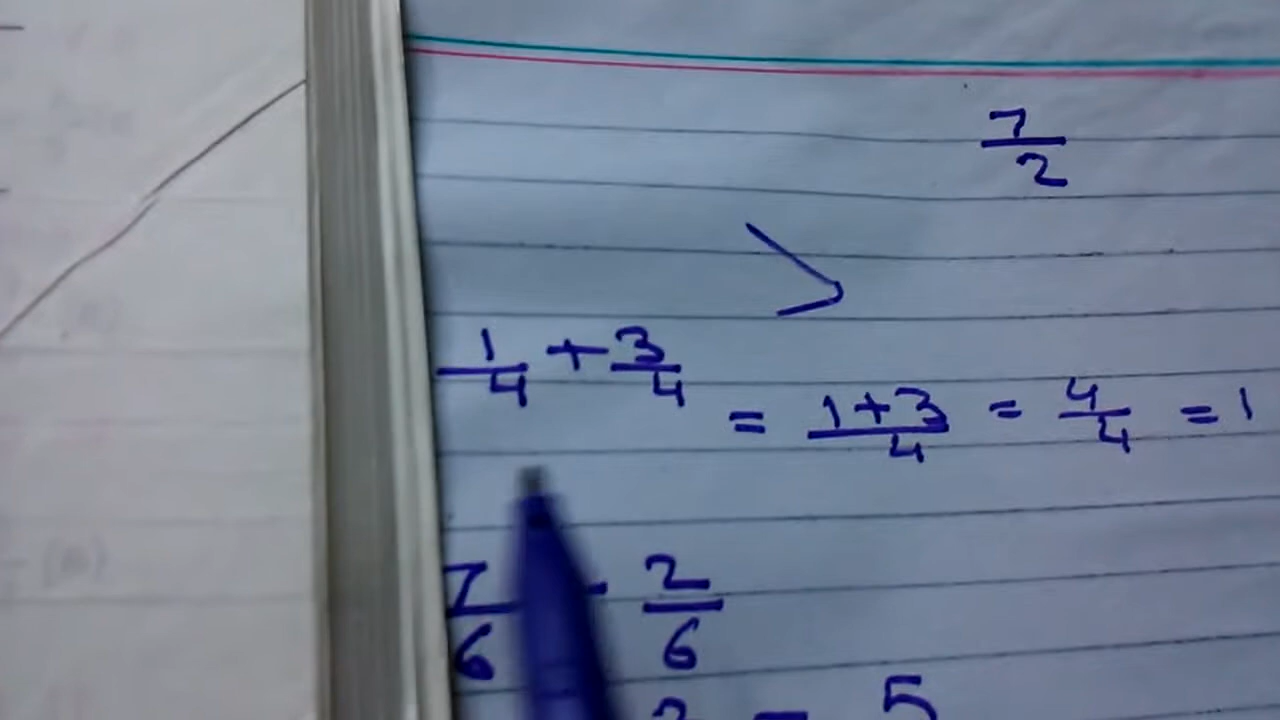 7/2
>
1/4 + 3/4 = (1+3)/4 = 4/4 = 1
7/6 - 2/6
= 5